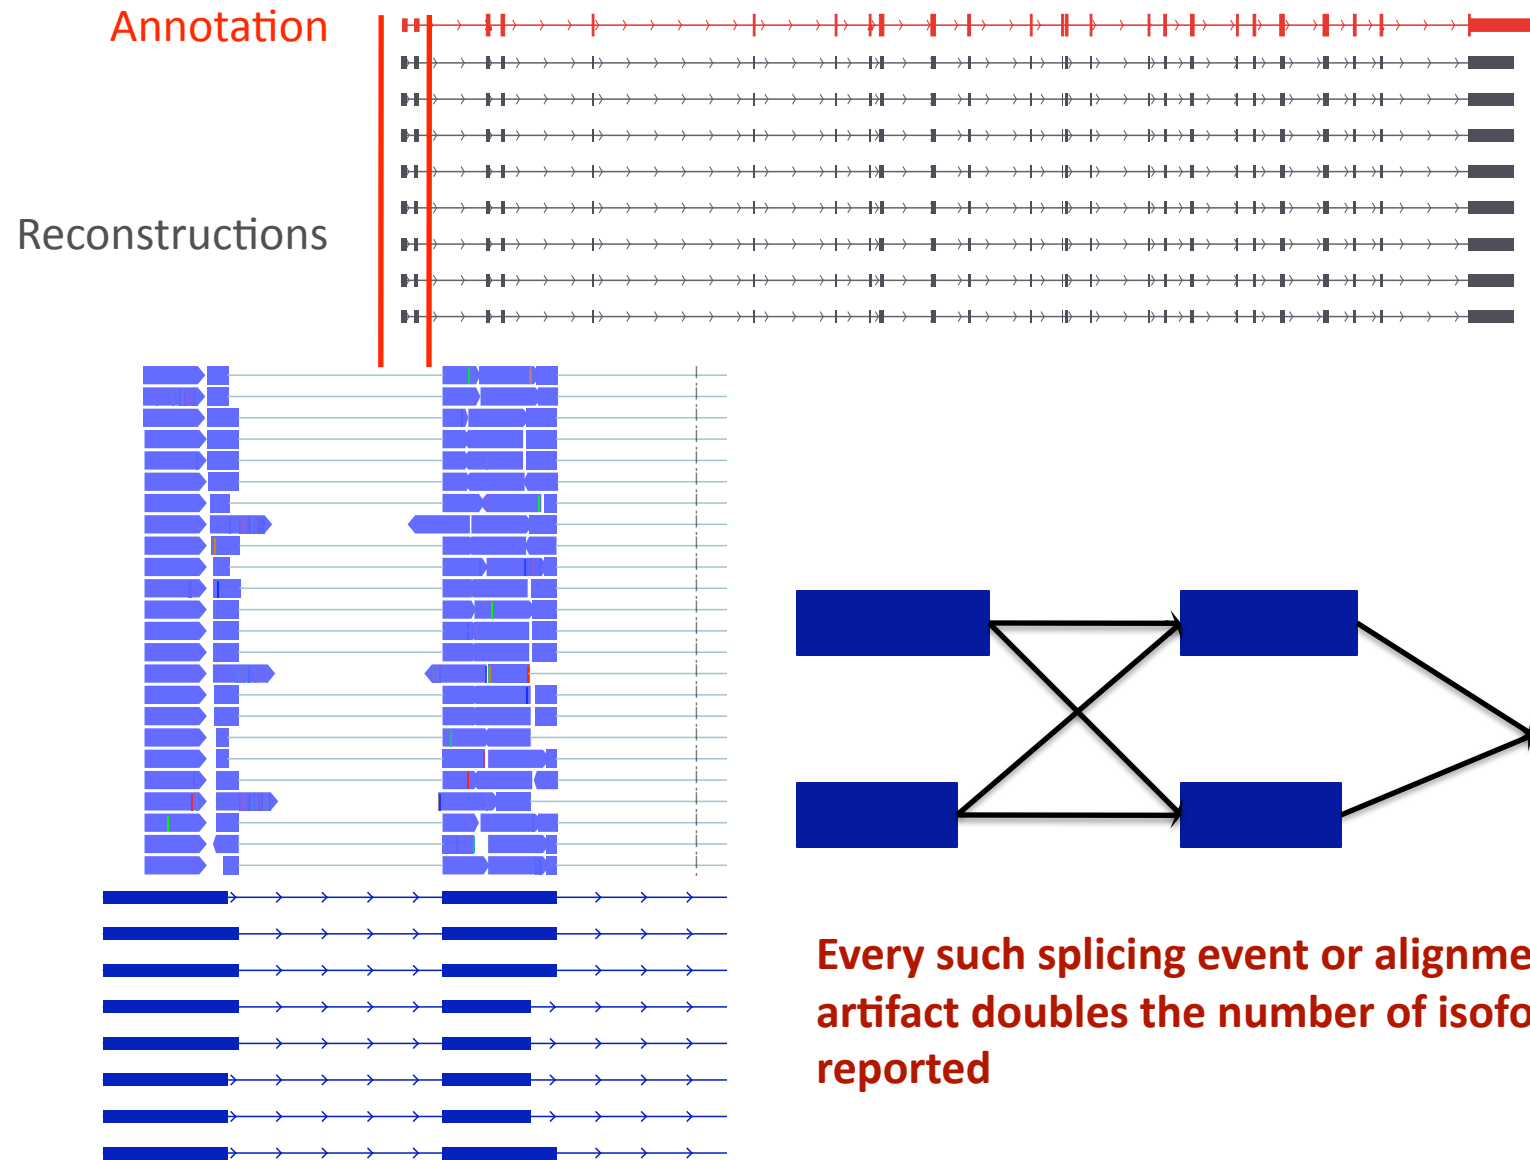 Annotation
Reconstructions
Every such splicing event or alignme
artifact doubles the number of isofo
reported